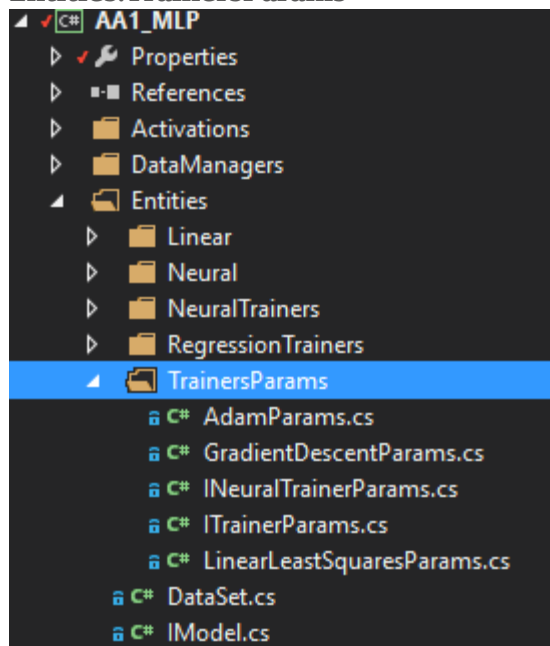 C# AA1_MLP
Properties
References
Activations
DataManagers
Entities
Linear
Neural
NeuralTrainers
RegressionTrainers
TrainersParams
C# AdamParams.cs
C# GradientDescentParams.cs
C# INeuralTrainerParams.cs
C# ITrainerParams.cs
C# LinearLeastSquaresParams.cs
C# DataSet.cs
C# IModel.cs